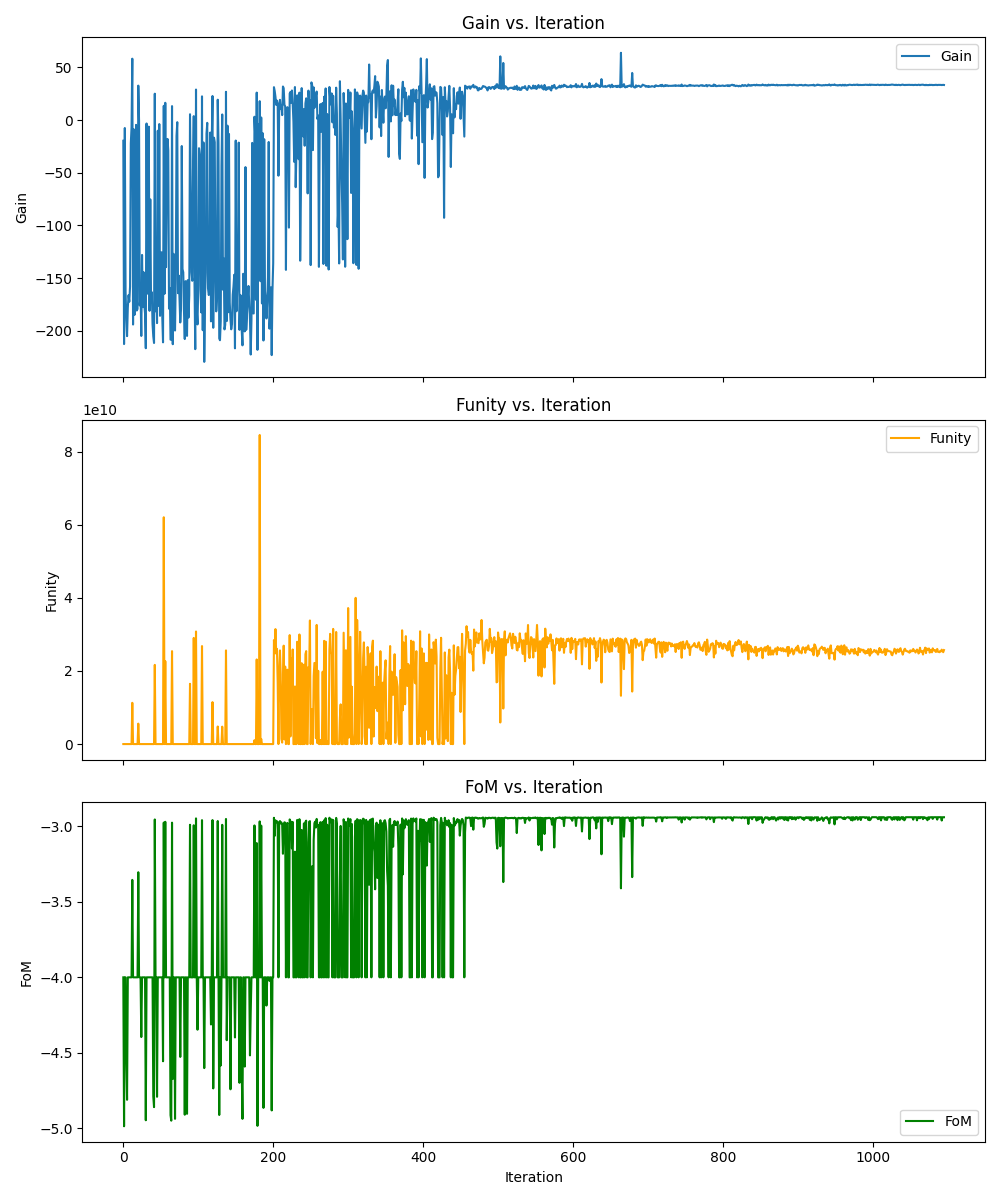 Gain vs. Iteration
Gain
50
0
−50
−100
−150
−200
Gain
Funity vs. Iteration
1e10
Funity
8
6
4
2
0
Funity
FoM vs. Iteration
−3.0
−3.5
−4.0
−4.5
−5.0
FoM
FoM
0 200 400 600 800 1000
Iteration